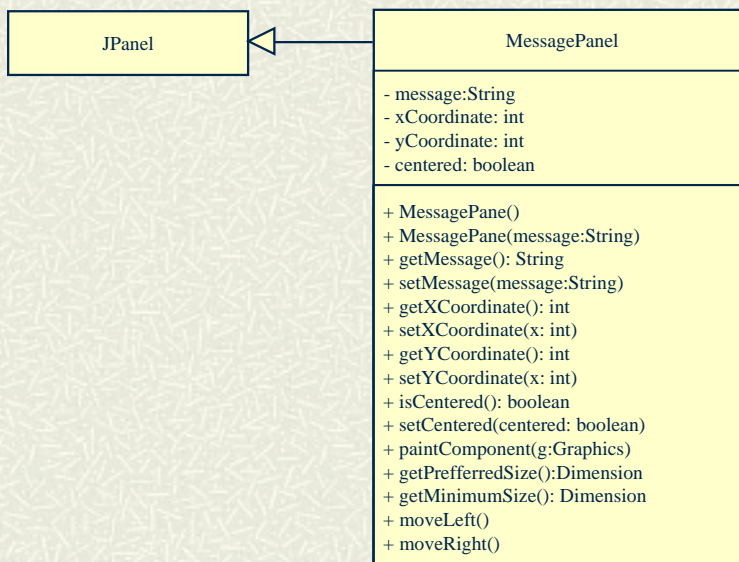 JPanel
MessagePanel
- message:String
- xCoordinate: int
- yCoordinate: int
- centered: boolean
+ MessagePane()
+ MessagePane(message:String)
+ getMessage(): String
+ setMessage(message:String)
+ getXCoordinate(): int
+ setXCoordinate(x: int)
+ getYCoordinate(): int
+ setYCoordinate(x: int)
+ isCentered(): boolean
+ setCentered(centered: boolean)
+ paintComponent(g:Graphics)
+ getPrefferredSize():Dimension
+ getMinimumSize(): Dimension
+ moveLeft()
+ moveRight()